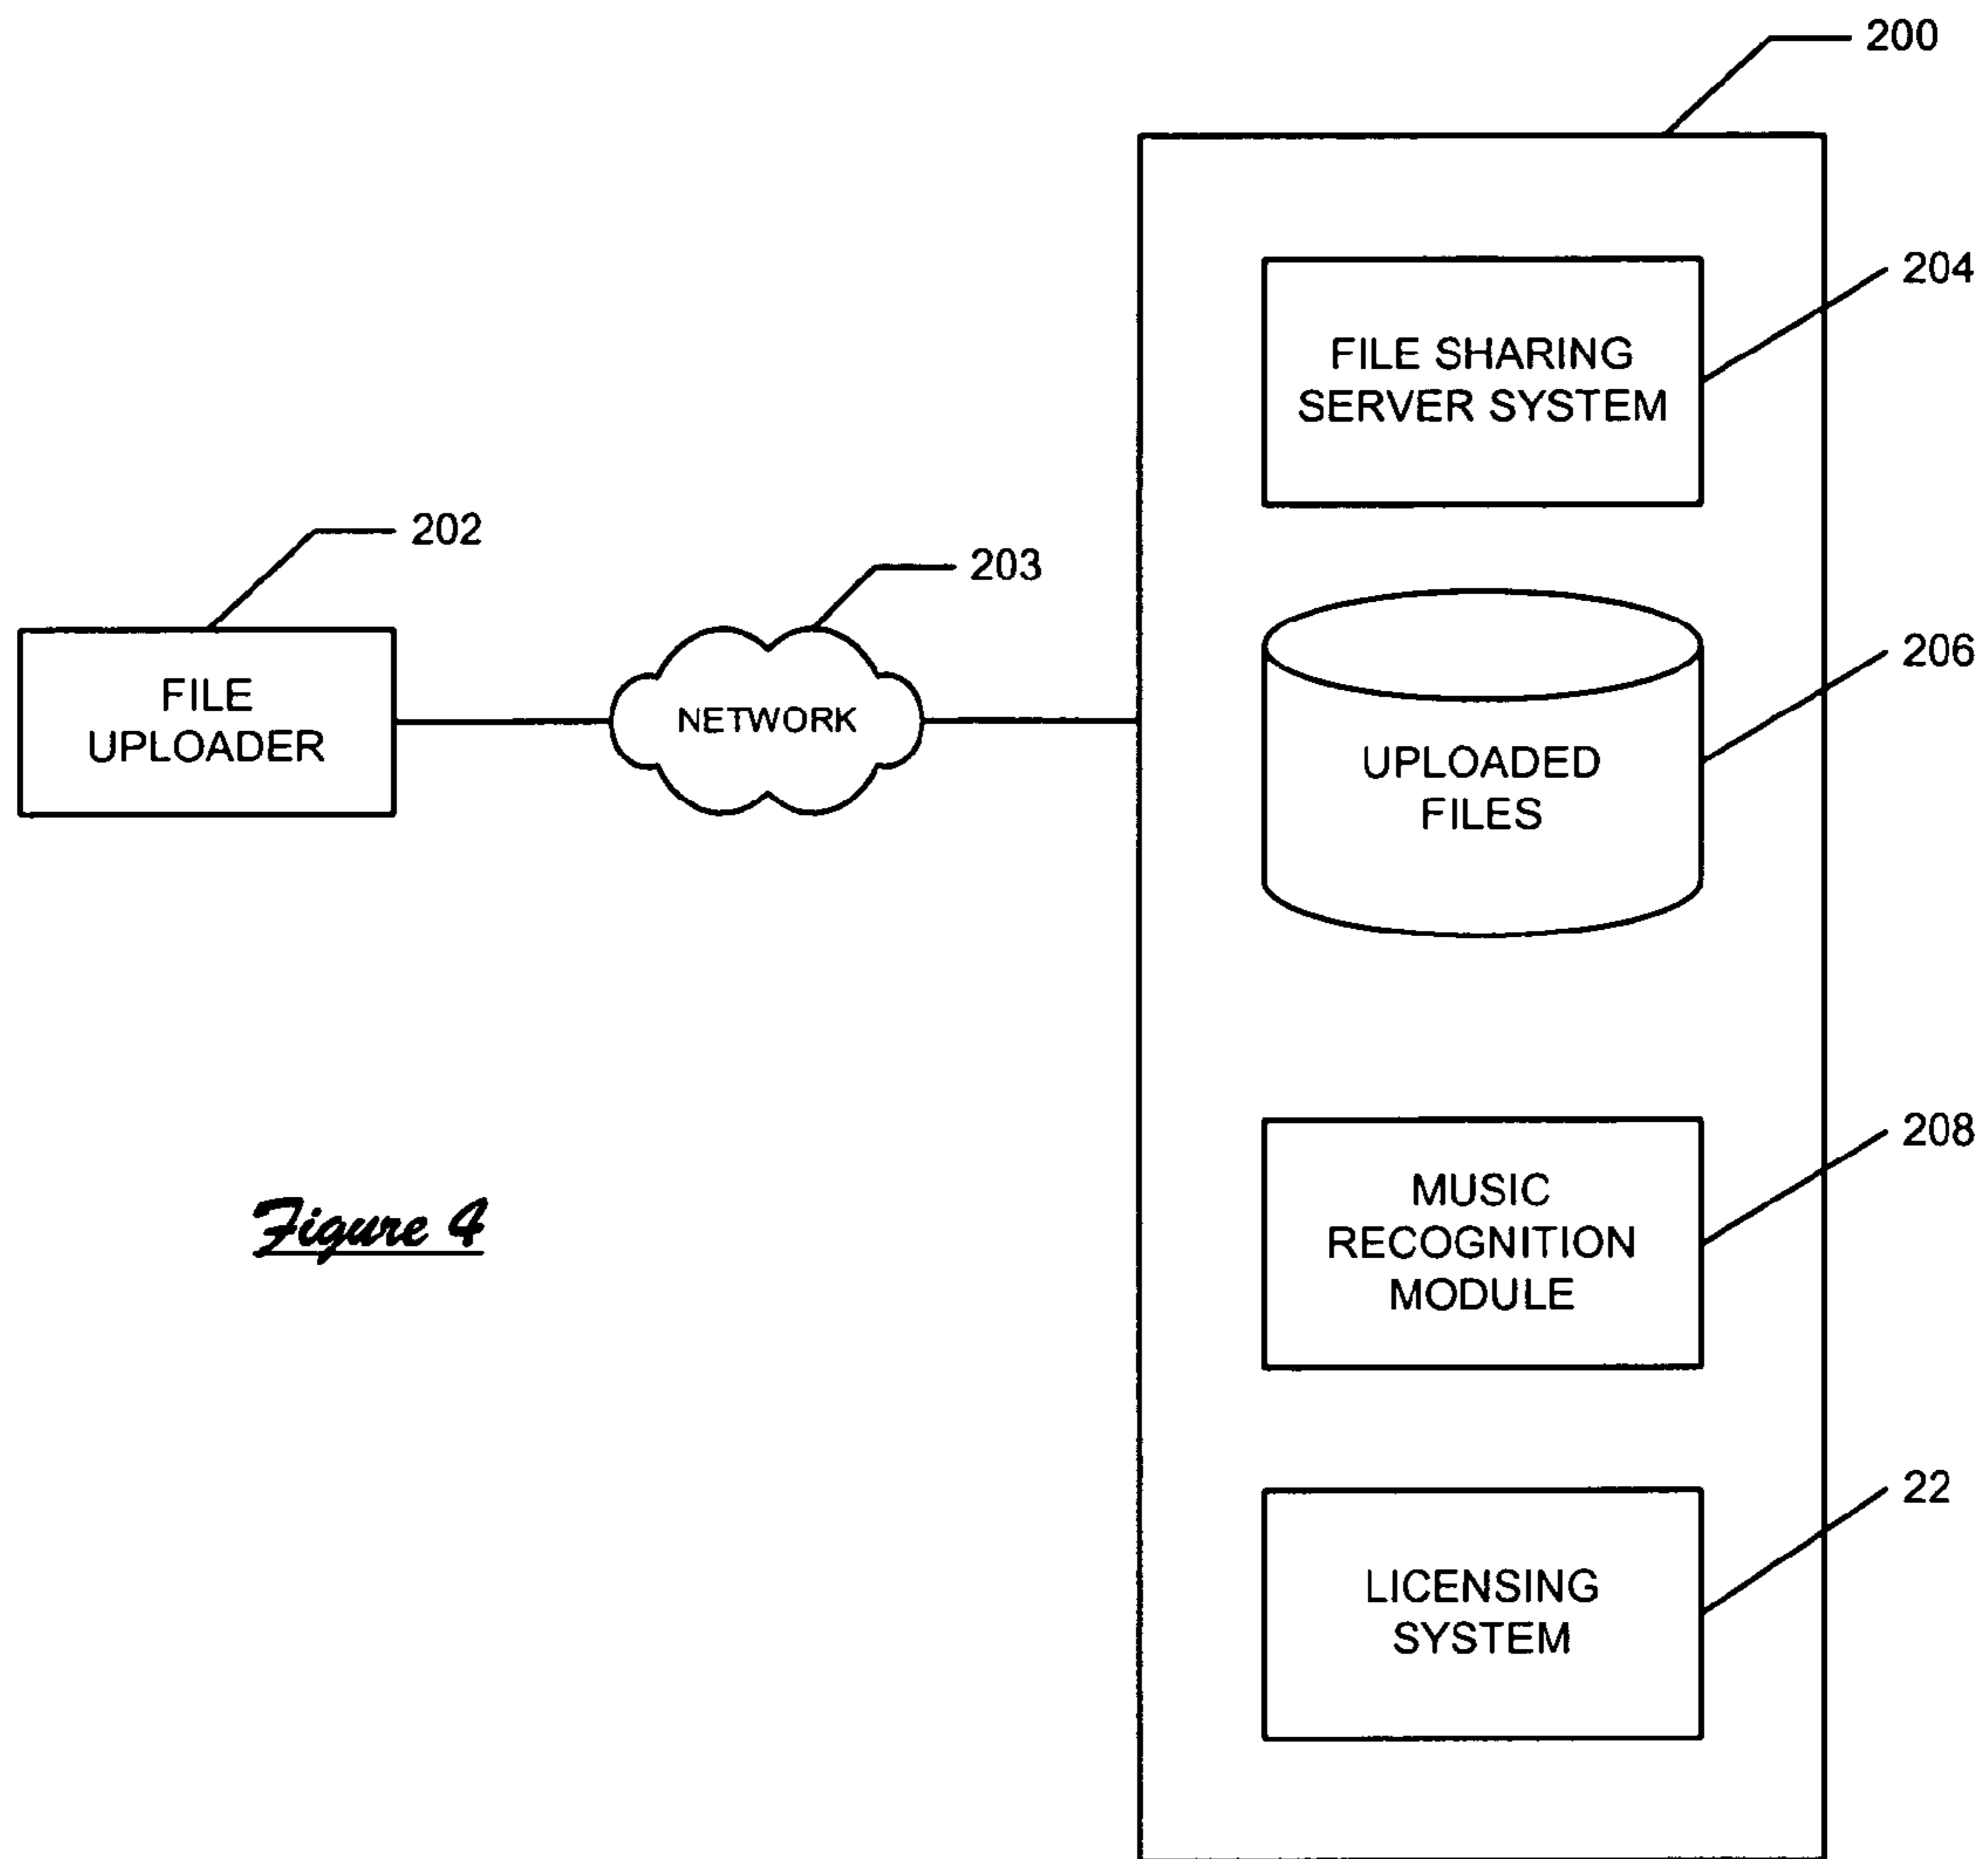 200
204
FILE SHARING
SERVER SYSTEM
202
203
206
FILE
UPLOADER
NETWORK
UPLOADED
FILES
208
MUSIC
RECOGNITION
MODULE
Figure 4
22
LICENSING
SYSTEM